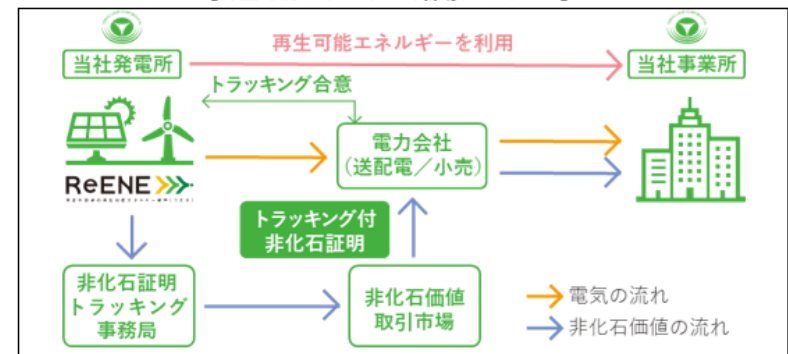 再生可能エネルギーを利用
当社発電所
当社事業所
トラッキング合意
電力会社
(送配電／小売)
ReENE
トラッキング付
非化石証明
非化石証明
トラッキング
事務局
非化石価値
取引市場
電気の流れ
非化石価値の流れ